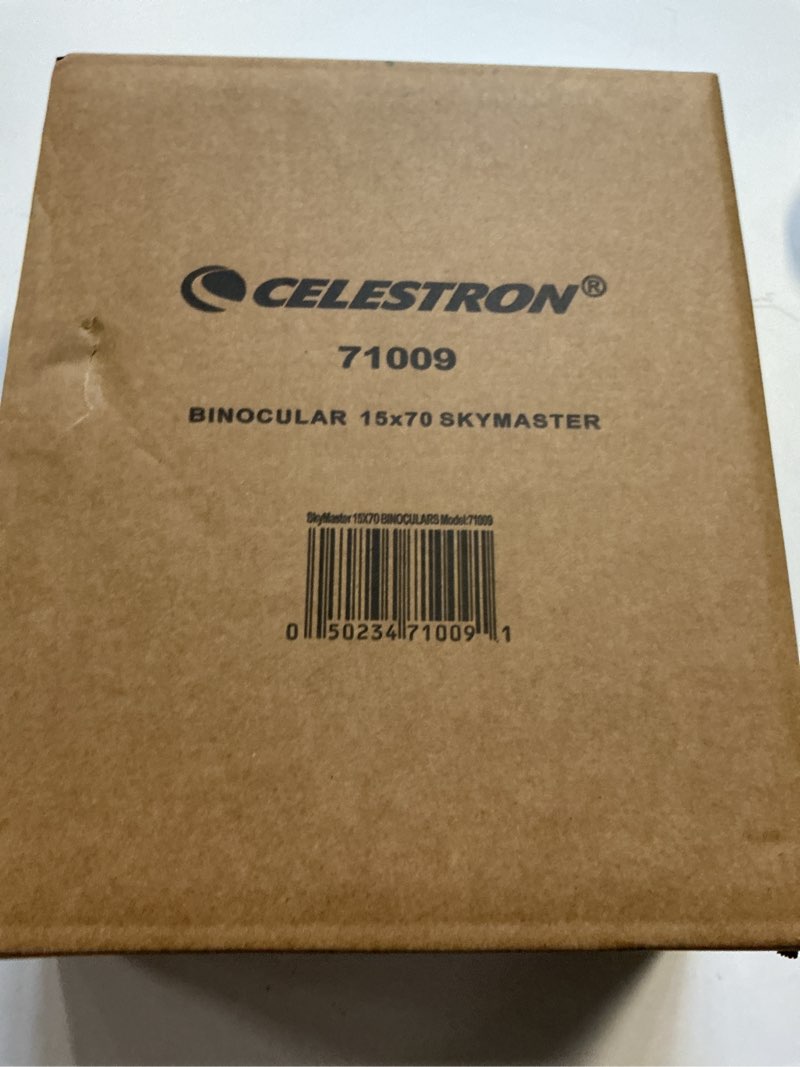 CELESTRON®
71009
BINOCULAR 15x70 SKYMASTER
SkyMaster 15X70 BINOCULARS Model:71009
0 50234 71009 1